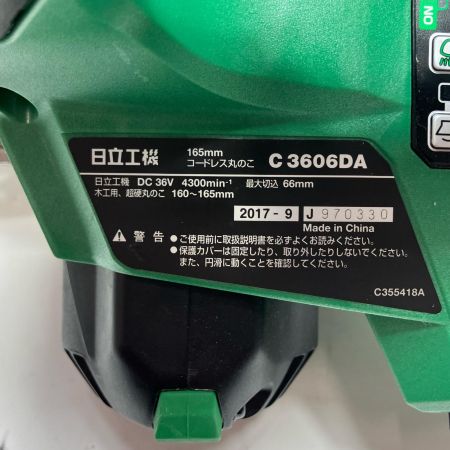 NO
日立工機 165mm コードレス丸のこ C 3606DA
日立工機 DC 36V 4300min⁻¹ 最大切込 66mm
木工用、超硬丸のこ 160~165mm
2017 - 9 J 970330
Made in China
警告 ●ご使用前に取扱説明書を必ずよくお読みください。
●保護カバーは固定したり、取り外したりしないでください。
また、円滑に動くことを確認してください。
C355418A